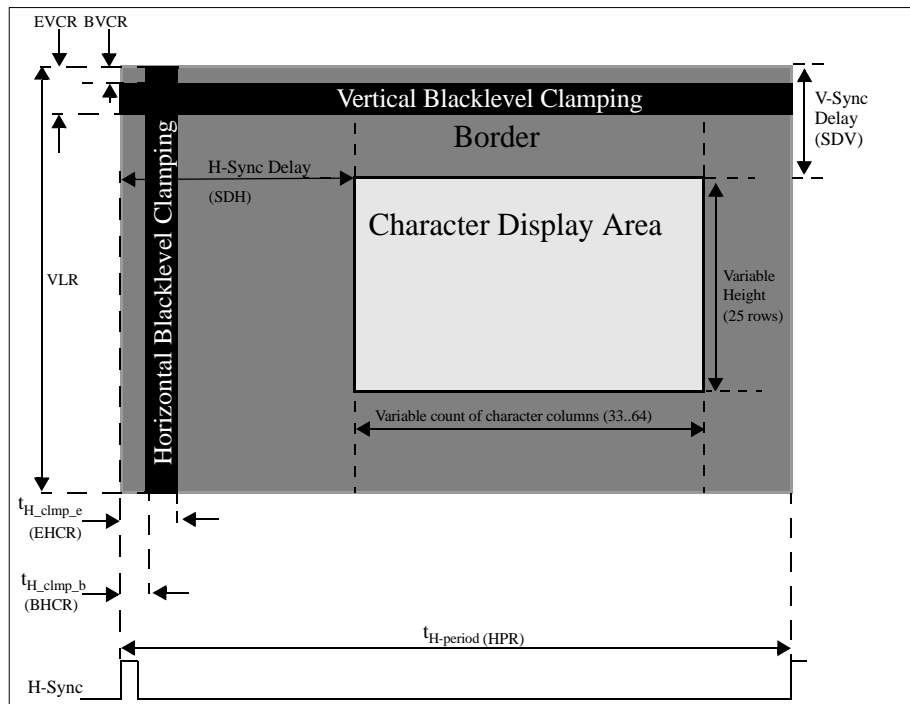 EVCR BVCR
Vertical Blacklevel Clamping
V-Sync
Delay
(SDV)
Border
H-Sync Delay
(SDH)
Horizontal Blacklevel Clamping
Character Display Area
VLR
Variable
Height
(25 rows)
Variable count of character columns (33..64)
tH_clmp_e
(EHCR)
tH_clmp_b
(BHCR)
tH-period (HPR)
H-Sync